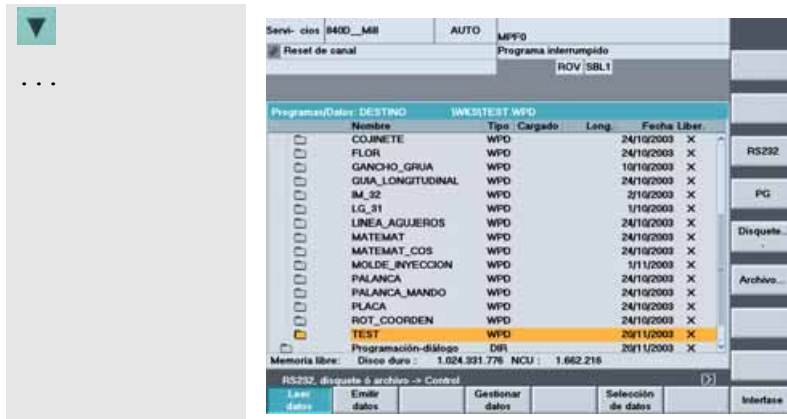 ...
Servi- cios 840D__Mill AUTO MPF0
Reset de canal Programa interrumpido
ROV SBL1
Programas/Datos: DESTINO \WKS\TEST.WPD
Nombre Tipo Cargado Long. Fecha Liber.
COJINETE WPD 24/10/2003 X
FLOR WPD 24/10/2003 X
GANCHO_GRUA WPD 10/10/2003 X
GUIA_LONGITUDINAL WPD 24/10/2003 X
IM_32 WPD 2/10/2003 X
LG_31 WPD 1/10/2003 X
LINEA_AGUJEROS WPD 24/10/2003 X
MATEMAT WPD 24/10/2003 X
MATEMAT_COS WPD 24/10/2003 X
MOLDE_INYECCION WPD 1/11/2003 X
PALANCA WPD 24/10/2003 X
PALANCA_MANDO WPD 24/10/2003 X
PLACA WPD 24/10/2003 X
ROT_COORDEN WPD 24/10/2003 X
TEST WPD 20/11/2003 X
Programación-diálogo DIR 20/11/2003 X
Memoria libre: Disco duro : 1.024.331.776 NCU : 1.662.216
RS232, disquete ó archivo -> Control
Leer datos
Emitir datos
Gestionar datos
Selección de datos
RS232
PG
Disquete...
Archivo...
Interfase